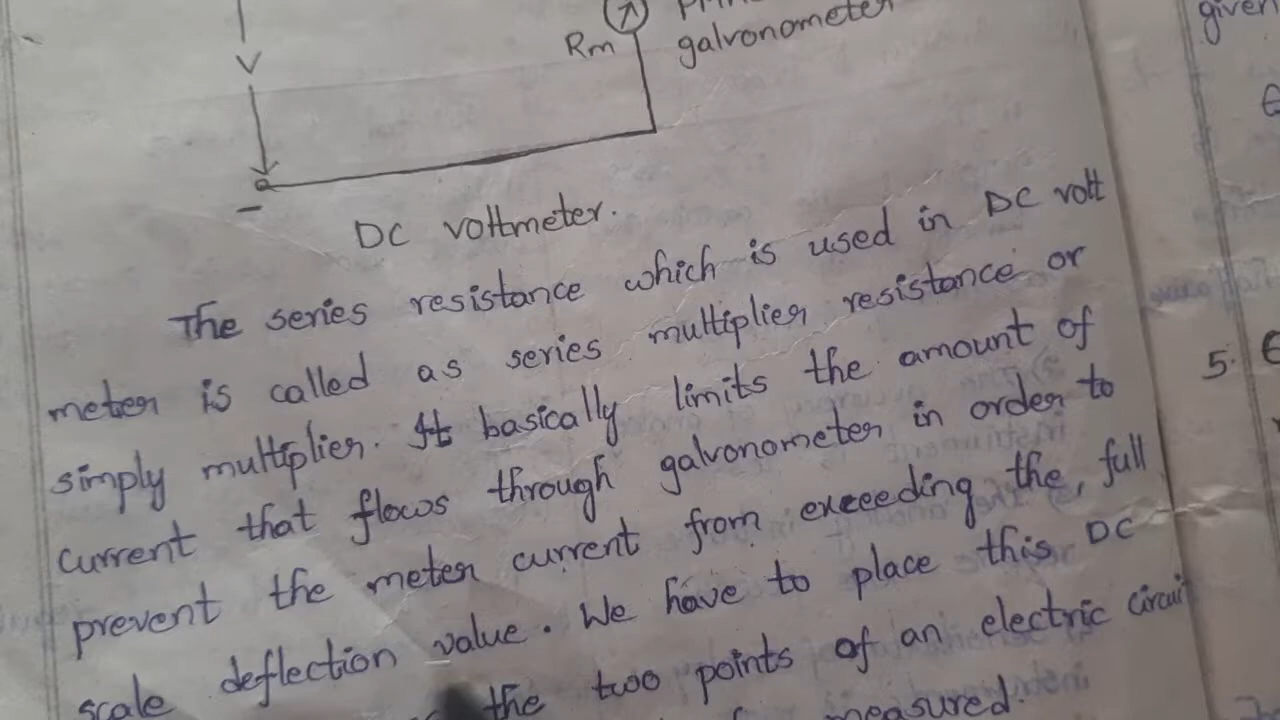 Rm
galvonometer
given
DC voltmeter.
The series resistance which is used in DC volt
meter is called as series multiplier resistance or
simply multiplier. It basically limits the amount of
current that flows through galvonometer in order to
prevent the meter current from exceeding the, full
scale deflection value. We have to place this DC
the two points of an electric circuit
measured.
5.